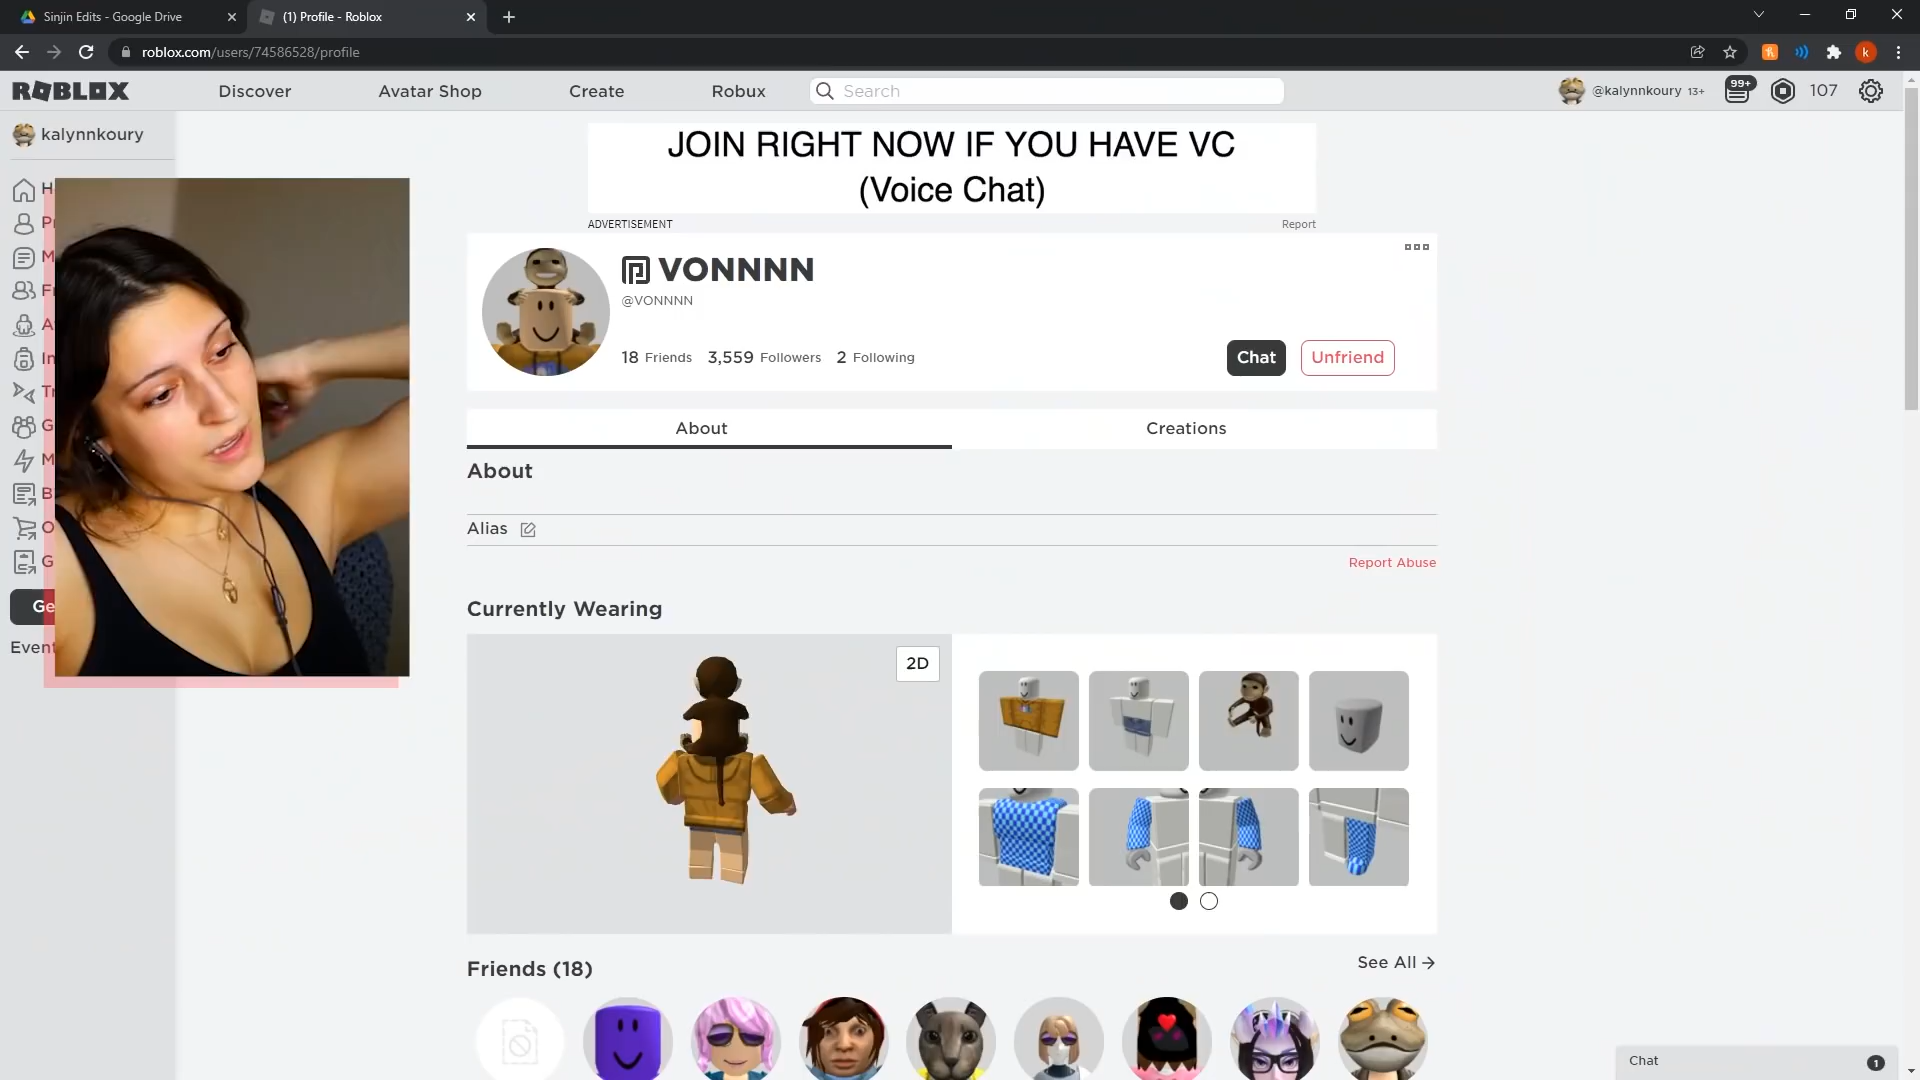 Sinjin Edits - Google Drive
(1) Profile - Roblox
roblox.com/users/74586528/profile
k
ROBLOX
Discover
Avatar Shop
Create
Robux
Search
@kalynnkoury 13+
99+
107
kalynnkoury
JOIN RIGHT NOW IF YOU HAVE VC
(Voice Chat)
ADVERTISEMENT
Report
VONNNN
@VONNNN
18 Friends
3,559 Followers
2 Following
Chat
Unfriend
About
Creations
About
Alias
Report Abuse
H
P
M
F
A
In
T
G
M
B
O
G
Ge
Event
Currently Wearing
2D
Friends (18)
See All
Chat
1